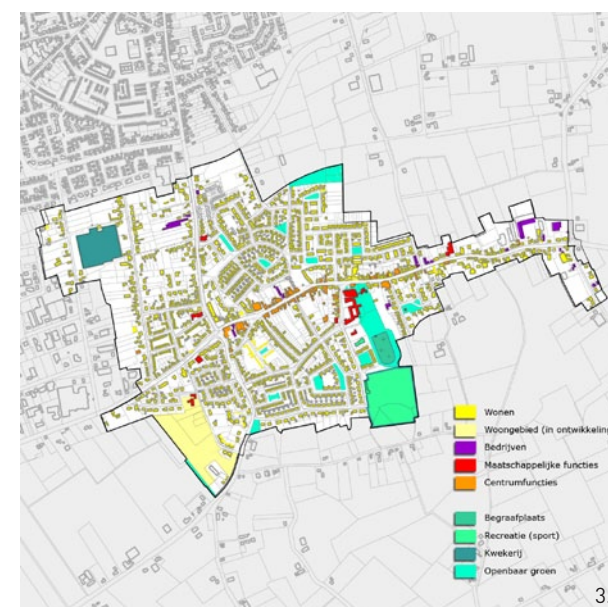 Wonen
Woongebied (in ontwikkeling
Bedrijven
Maatschappelijke functies
Centrumfuncties
Begraafplaats
Recreatie (sport)
Kwekerij
Openbaar groen
3